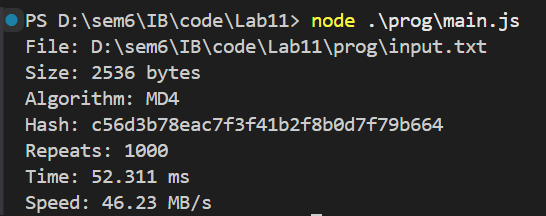 PS D:\sem6\IB\code\Lab11> node .\prog\main.js
File: D:\sem6\IB\code\Lab11\prog\input.txt
Size: 2536 bytes
Algorithm: MD4
Hash: c56d3b78eac7f3f41b2f8b0d7f79b664
Repeats: 1000
Time: 52.311 ms
Speed: 46.23 MB/s